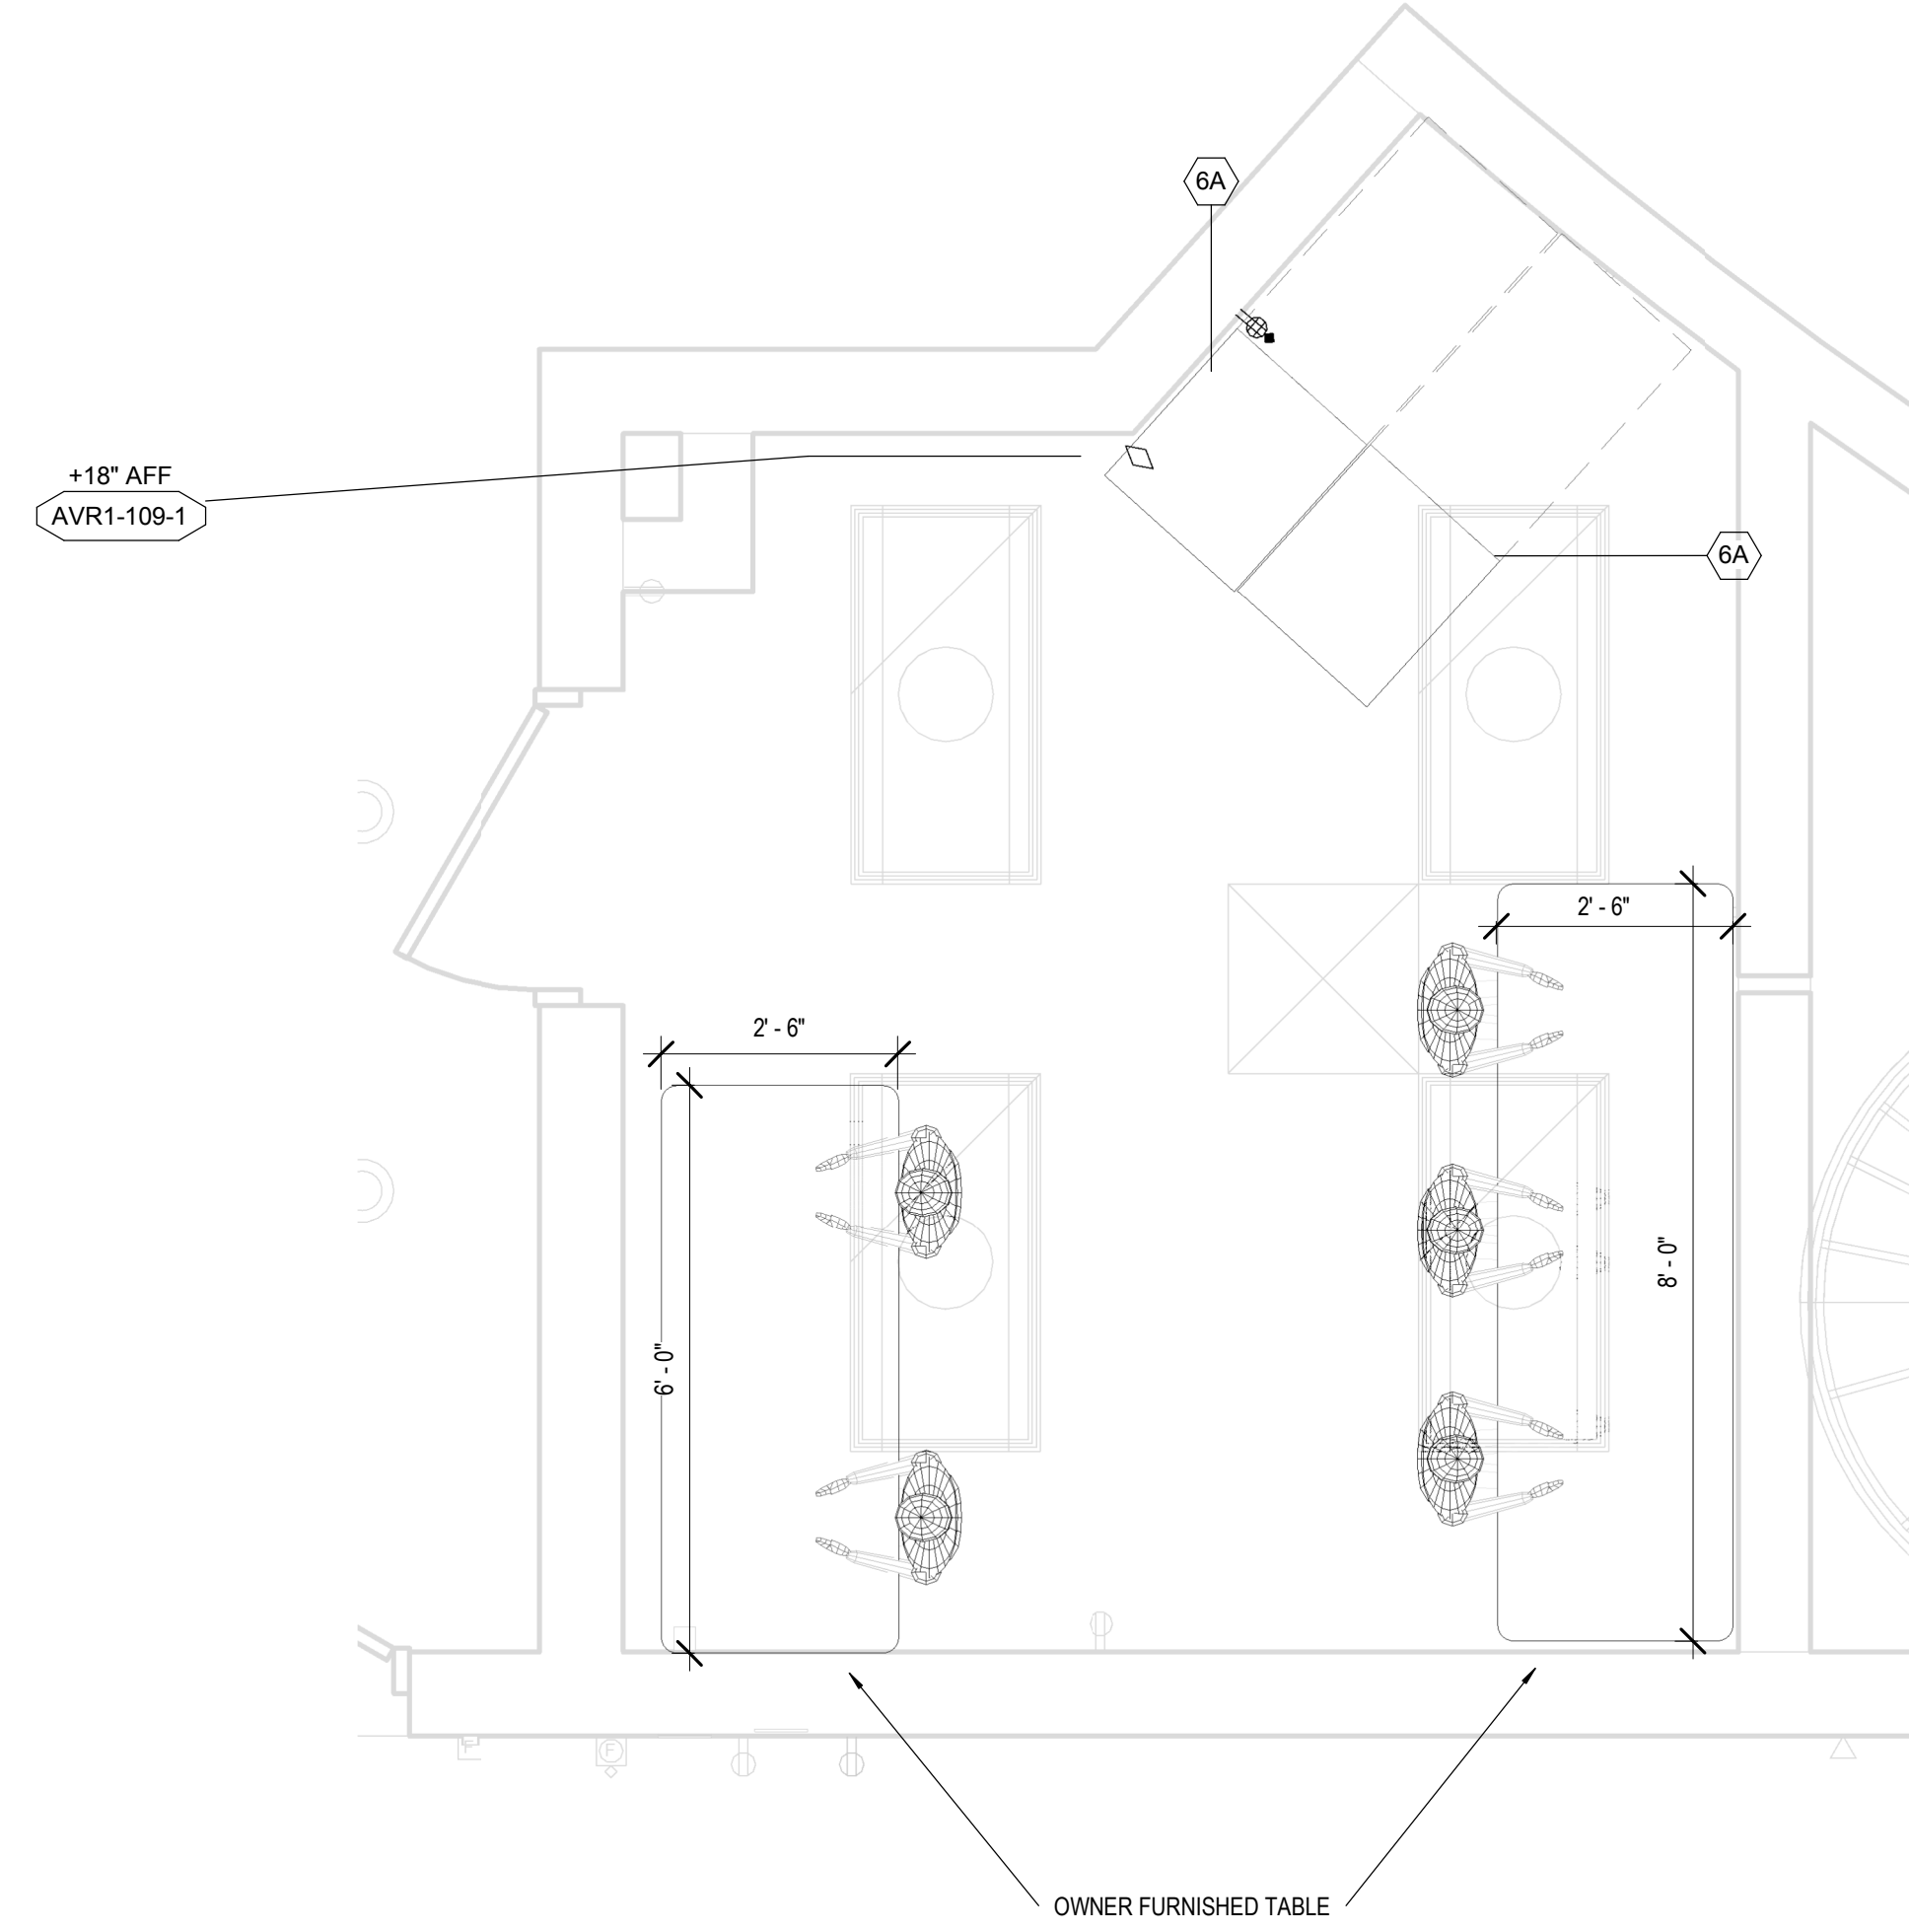 6A
+18" AFF
AVR1-109-1
6A
2' - 6"
2' - 6"
8' - 0"
6' - 0"
F
F
OWNER FURNISHED TABLE